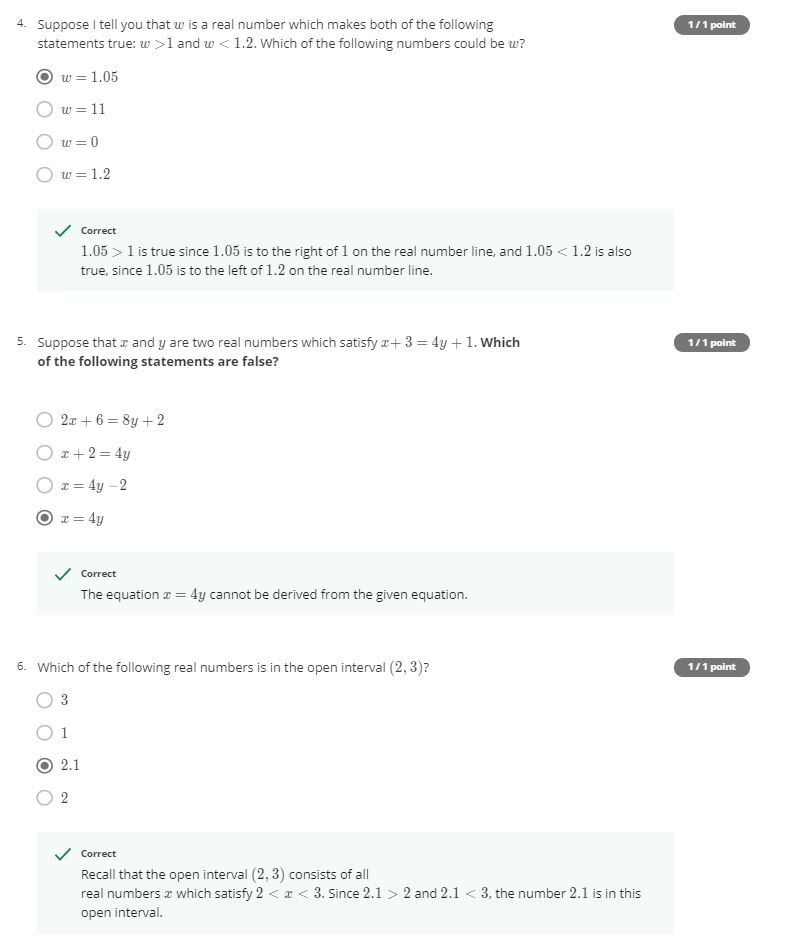 4. Suppose I tell you that w is a real number which makes both of the following 1 / 1 point
statements true: w >1 and w < 1.2. Which of the following numbers could be w?
w = 1.05
w = 11
w = 0
w = 1.2
Correct
1.05 > 1 is true since 1.05 is to the right of 1 on the real number line, and 1.05 < 1.2 is also
true, since 1.05 is to the left of 1.2 on the real number line.
5. Suppose that x and y are two real numbers which satisfy x+ 3 = 4y + 1. Which 1 / 1 point
of the following statements are false?
2x + 6 = 8y + 2
x + 2 = 4y
x = 4y −2
x = 4y
Correct
The equation x = 4y cannot be derived from the given equation.
6. Which of the following real numbers is in the open interval (2, 3)? 1 / 1 point
3
1
2.1
2
Correct
Recall that the open interval (2, 3) consists of all
real numbers x which satisfy 2 < x < 3. Since 2.1 > 2 and 2.1 < 3, the number 2.1 is in this
open interval.